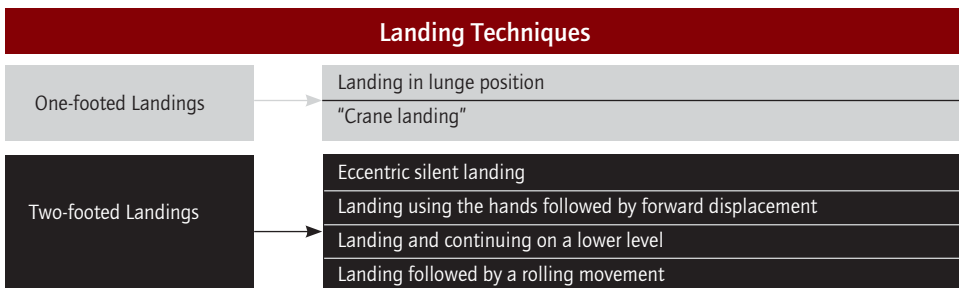 Landing Techniques
One-footed Landings
Landing in lunge position
“Crane landing”
Two-footed Landings
Eccentric silent landing
Landing using the hands followed by forward displacement
Landing and continuing on a lower level
Landing followed by a rolling movement